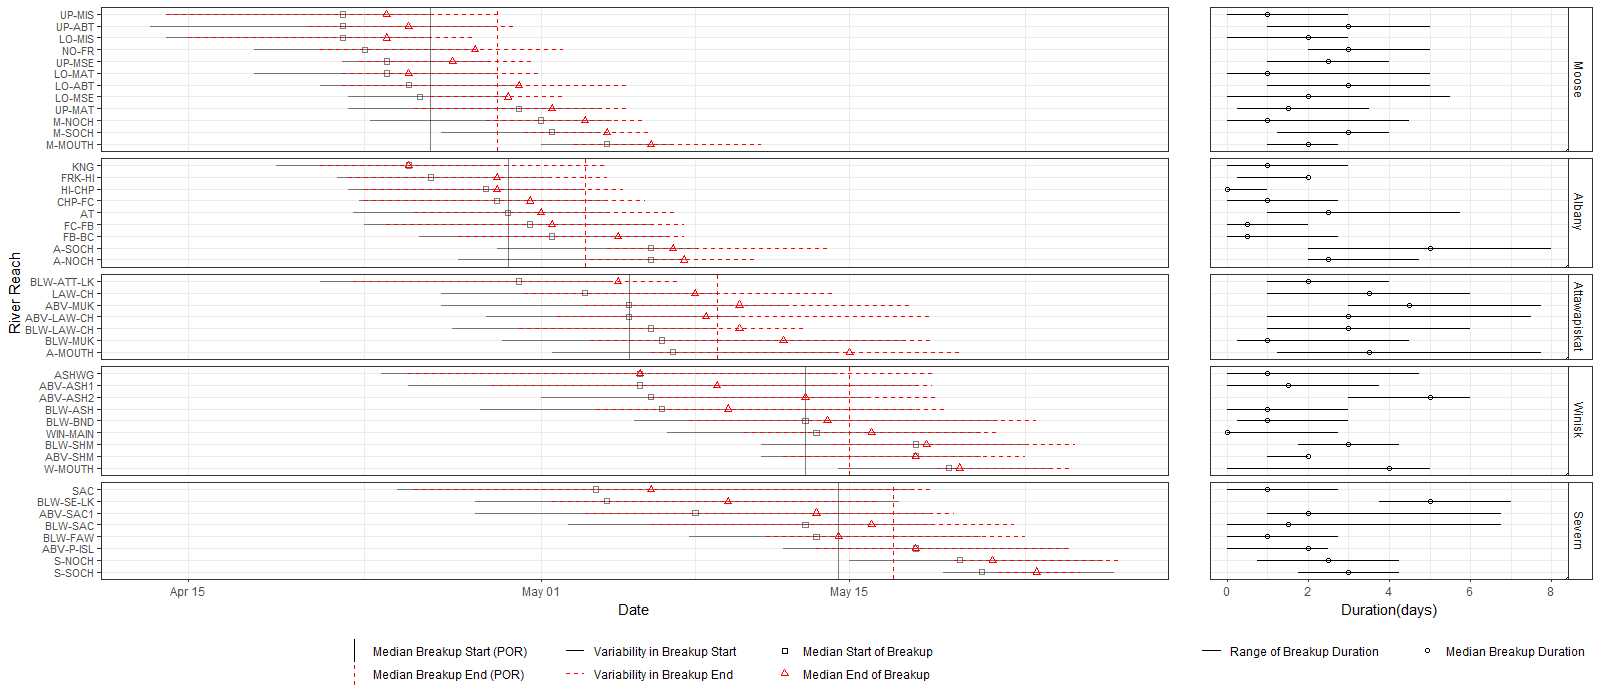 River Reach
UP-MIS
UP-ABT
LO-MIS
NO-FR
UP-MSE
LO-MAT
LO-ABT
LO-MSE
UP-MAT
M-NOCH
M-SOCH
M-MOUTH
Moose
KNG
FRK-HI
HI-CHP
CHP-FC
AT
FC-FB
FB-BC
A-SOCH
A-NOCH
Albany
BLW-ATT-LK
LAW-CH
ABV-MUK
ABV-LAW-CH
BLW-LAW-CH
BLW-MUK
A-MOUTH
Attawapiskat
ASHWG
ABV-ASH1
ABV-ASH2
BLW-ASH
BLW-BND
WIN-MAIN
BLW-SHM
ABV-SHM
W-MOUTH
Winisk
SAC
BLW-SE-LK
ABV-SAC1
BLW-SAC
BLW-FAW
ABV-P-ISL
S-NOCH
S-SOCH
Severn
Apr 15 May 01 May 15
Date
0 2 4 6 8
Duration(days)
Median Breakup Start (POR) Variability in Breakup Start Median Start of Breakup
Median Breakup End (POR) Variability in Breakup End Median End of Breakup
Range of Breakup Duration Median Breakup Duration